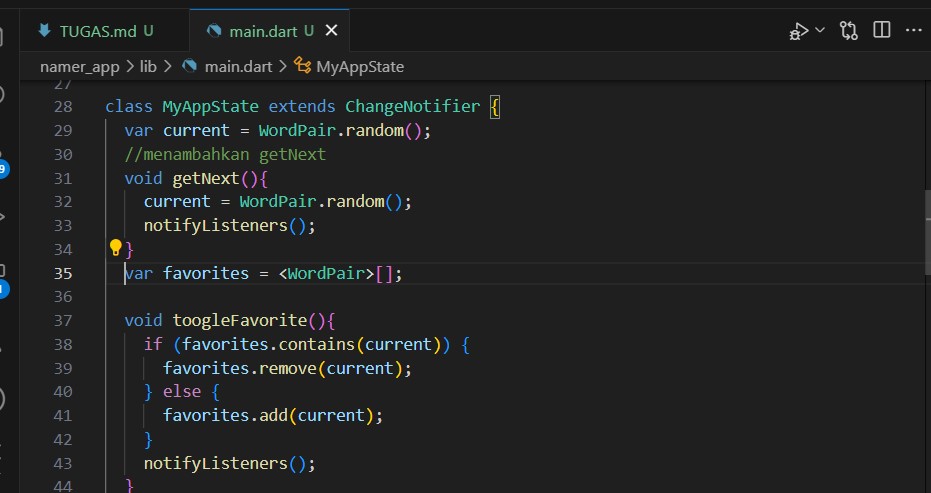 TUGAS.md U
main.dart U
namer_app > lib > main.dart > MyAppState
27
28 class MyAppState extends ChangeNotifier {
29 var current = WordPair.random();
30 //menambahkan getNext
31 void getNext(){
32 current = WordPair.random();
33 notifyListeners();
34 }
35 var favorites = <WordPair>[];
36
37 void toogleFavorite(){
38 if (favorites.contains(current)) {
39 favorites.remove(current);
40 } else {
41 favorites.add(current);
42 }
43 notifyListeners();
44 }